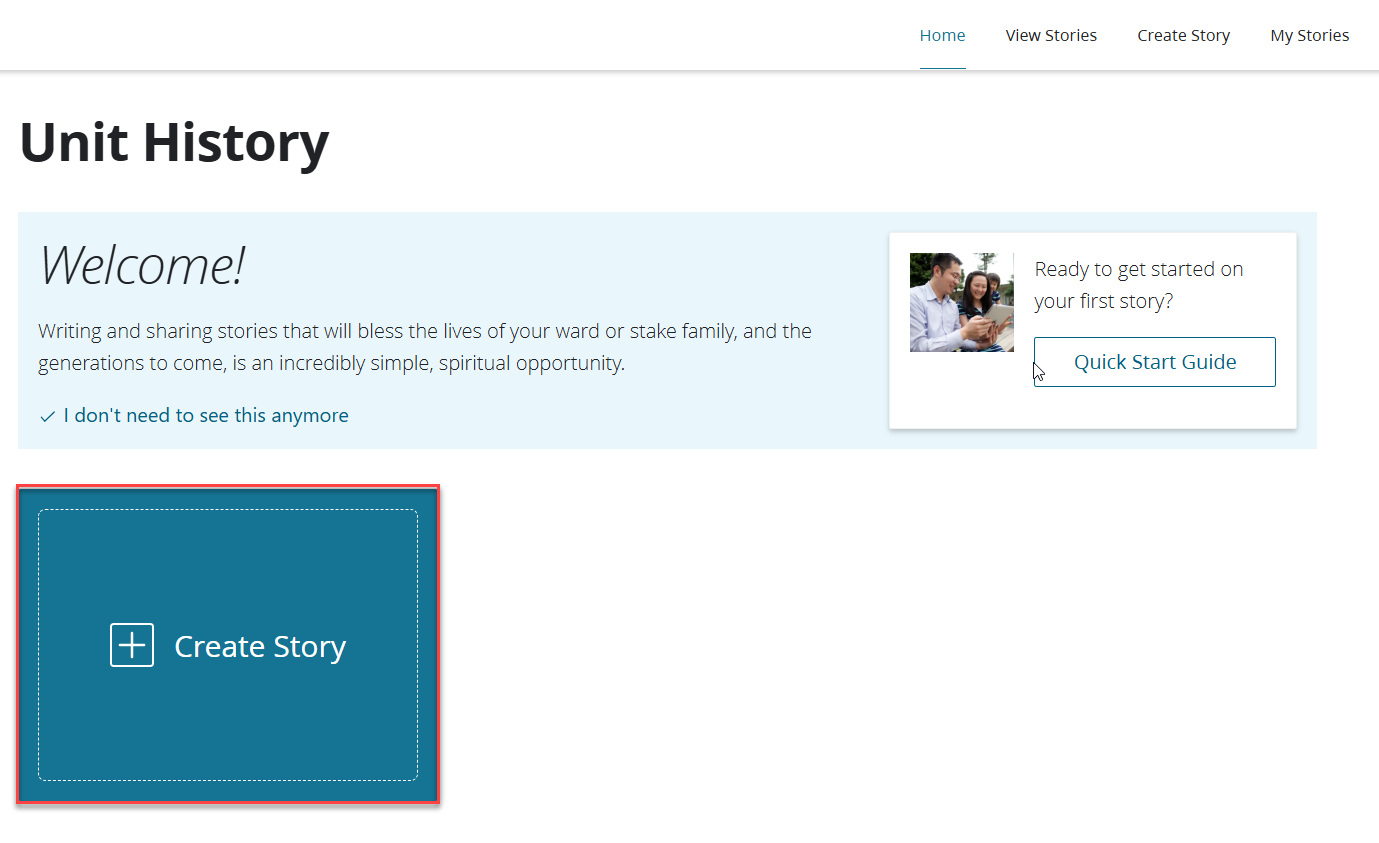 Home View Stories Create Story My Stories
Unit History
Welcome!
Writing and sharing stories that will bless the lives of your ward or stake family, and the
generations to come, is an incredibly simple, spiritual opportunity.
I don't need to see this anymore
Ready to get started on
your first story?
Quick Start Guide
Create Story